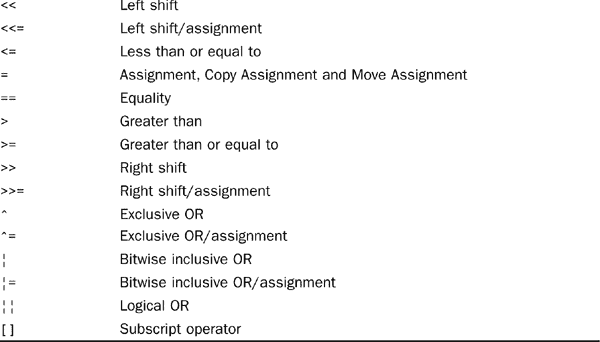 << Left shift
<<= Left shift/assignment
<= Less than or equal to
= Assignment, Copy Assignment and Move Assignment
== Equality
> Greater than
>= Greater than or equal to
>> Right shift
>>= Right shift/assignment
^ Exclusive OR
^= Exclusive OR/assignment
¦ Bitwise inclusive OR
¦= Bitwise inclusive OR/assignment
¦¦ Logical OR
[] Subscript operator